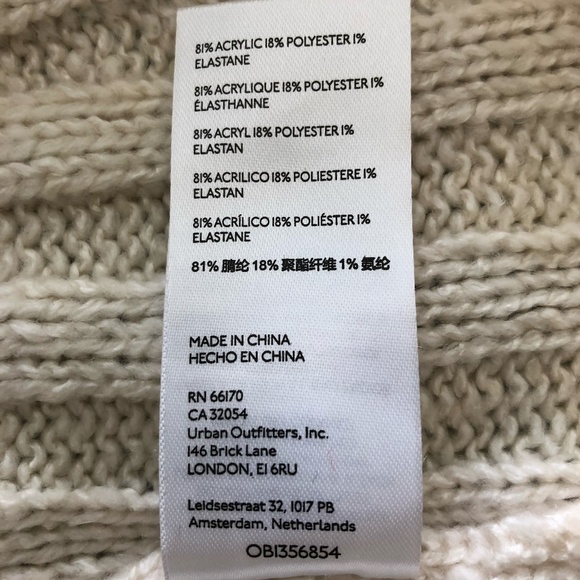 81% ACRYLIC 18% POLYESTER 1%
ELASTANE
81% ACRYLIQUE 18% POLYESTER 1%
ÉLASTHANNE
81% ACRYL 18% POLYESTER 1%
ELASTAN
81% ACRILICO 18% POLIESTERE 1%
ELASTAN
81% ACRÍLICO 18% POLIÉSTER 1%
ELASTANE
81% 腈纶 18% 聚酯纤维 1% 氨纶
MADE IN CHINA
HECHO EN CHINA
RN 66170
CA 32054
Urban Outfitters, Inc.
146 Brick Lane
LONDON, E1 6RU
Leidsestraat 32, 1017 PB
Amsterdam, Netherlands
OB1356854